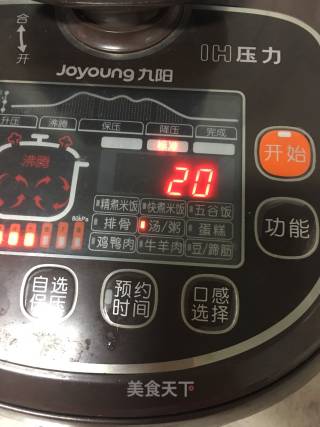 合
开
IH压力
Joyoung 九阳
升压 沸腾 保压 降压 完成
开始
沸腾
20
精煮米饭 快煮米饭 五谷饭
80kPa
排骨 汤/粥 蛋糕
鸡鸭肉 牛羊肉 豆/蹄筋
功能
自选
保压
预约
时间
口感
选择
美食天下